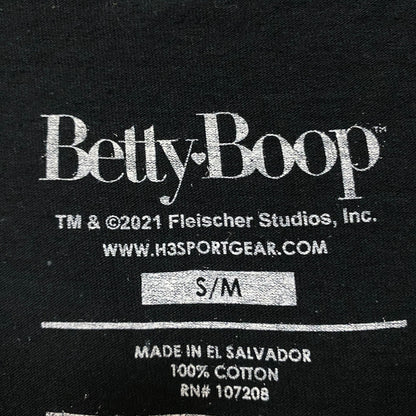 Betty Boop™
TM & ©2021 Fleischer Studios, Inc.
WWW.H3SPORTGEAR.COM
S/M
MADE IN EL SALVADOR
100% COTTON
RN# 107208